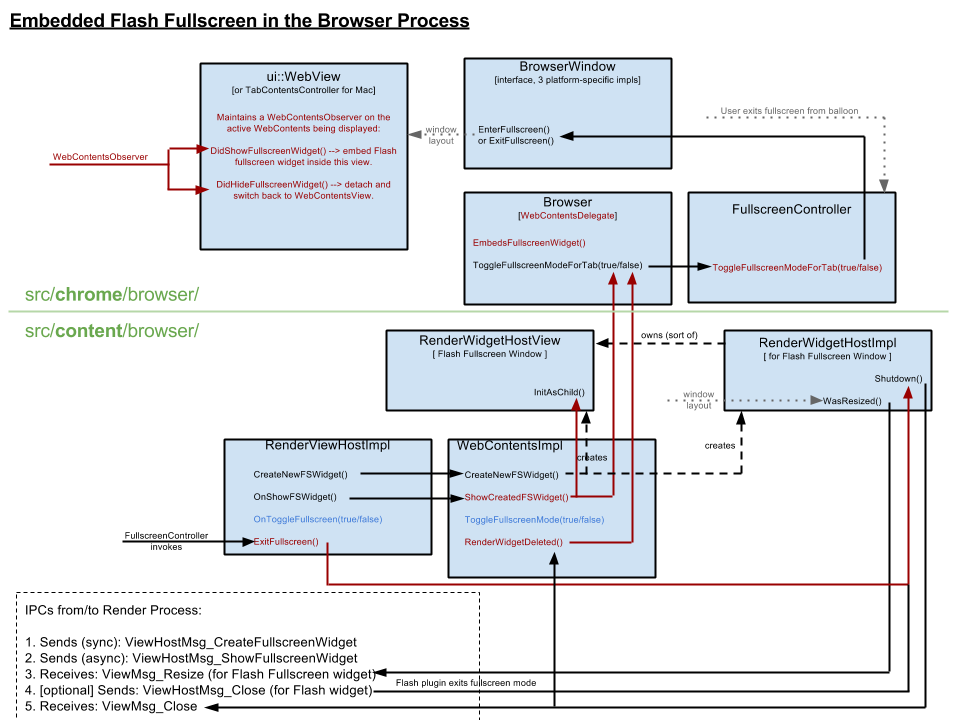 Embedded Flash Fullscreen in the Browser Process
ui::WebView
[or TabContentsController for Mac]
Maintains a WebContentsObserver on the
active WebContents being displayed:
DidShowFullscreenWidget() --> embed Flash
fullscreen widget inside this view.
DidHideFullscreenWidget() --> detach and
switch back to WebContentsView.
WebContentsObserver
window
layout
BrowserWindow
[interface, 3 platform-specific impls]
EnterFullscreen()
or ExitFullscreen()
User exits fullscreen from balloon
Browser
[WebContentsDelegate]
EmbedsFullscreenWidget()
ToggleFullscreenModeForTab(true/false)
FullscreenController
ToggleFullscreenModeForTab(true/false)
src/chrome/browser/
src/content/browser/
RenderWidgetHostView
[ Flash Fullscreen Window ]
InitAsChild()
owns (sort of)
RenderWidgetHostImpl
[ for Flash Fullscreen Window ]
Shutdown()
WasResized()
window
layout
creates
creates
RenderViewHostImpl
CreateNewFSWidget()
OnShowFSWidget()
OnToggleFullscreen(true/false)
ExitFullscreen()
WebContentsImpl
CreateNewFSWidget()
ShowCreatedFSWidget()
ToggleFullscreenMode(true/false)
RenderWidgetDeleted()
FullscreenController
invokes
IPCs from/to Render Process:
1. Sends (sync): ViewHostMsg_CreateFullscreenWidget
2. Sends (async): ViewHostMsg_ShowFullscreenWidget
3. Receives: ViewMsg_Resize (for Flash Fullscreen widget)
4. [optional] Sends: ViewHostMsg_Close (for Flash widget)
5. Receives: ViewMsg_Close
Flash plugin exits fullscreen mode